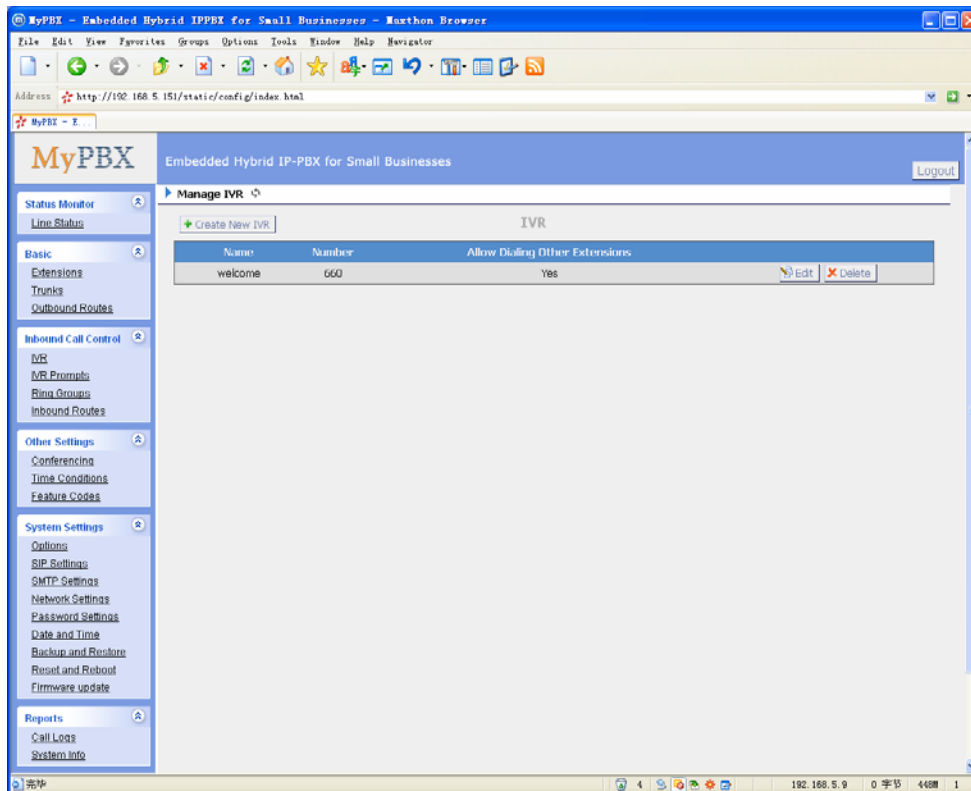 MyPBX - Embedded Hybrid IPPBX for Small Businesses - Maxthon Browser
File Edit View Favorites Groups Options Tools Window Help Navigator
Address http://192.168.5.151/static/config/index.html
MyPBX - E...
MyPBX
Embedded Hybrid IP-PBX for Small Businesses
Logout
Status Monitor
Line Status
Basic
Extensions
Trunks
Outbound Routes
Inbound Call Control
IVR
IVR Prompts
Ring Groups
Inbound Routes
Other Settings
Conferencing
Time Conditions
Feature Codes
System Settings
Options
SIP Settings
SMTP Settings
Network Settings
Password Settings
Date and Time
Backup and Restore
Reset and Reboot
Firmware update
Reports
Call Logs
System Info
Manage IVR
Create New IVR
IVR
Name Number Allow Dialing Other Extensions
welcome 660 Yes Edit Delete
完毕 4 192.168.5.9 0 字节 448M 1